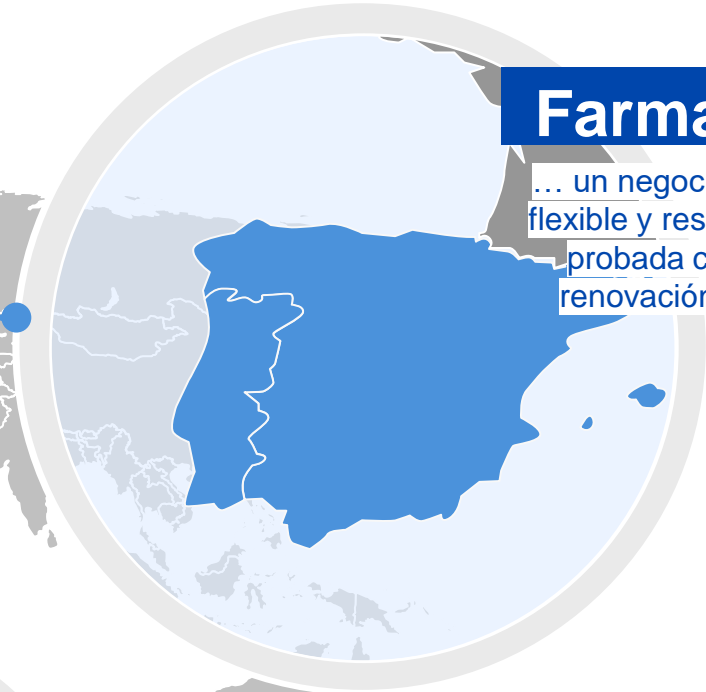 Farma
… un negoc
flexible y res
probada c
renovación